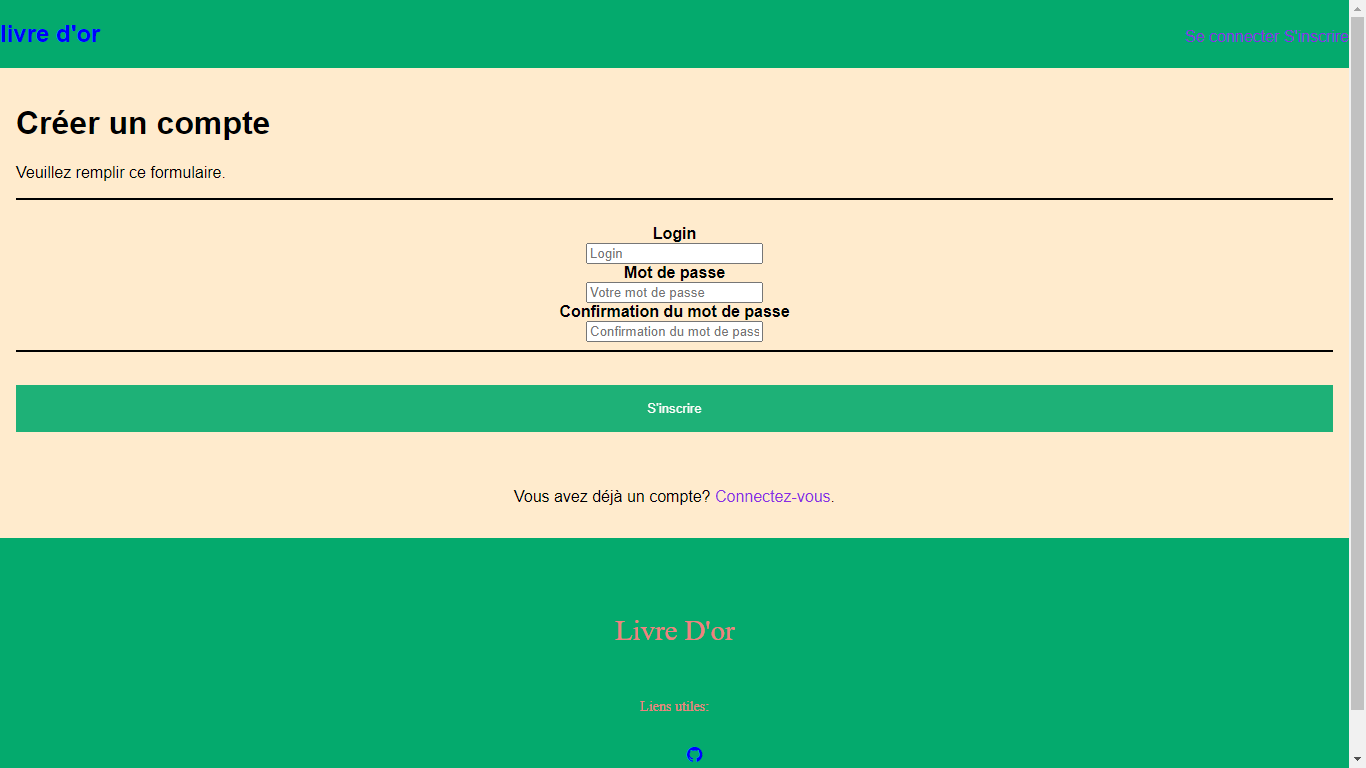 livre d'or
Se connecter S'inscrire
Créer un compte
Veuillez remplir ce formulaire.
Login
Login
Mot de passe
Votre mot de passe
Confirmation du mot de passe
Confirmation du mot de pass
S'inscrire
Vous avez déjà un compte? Connectez-vous.
Livre D'or
Liens utiles: